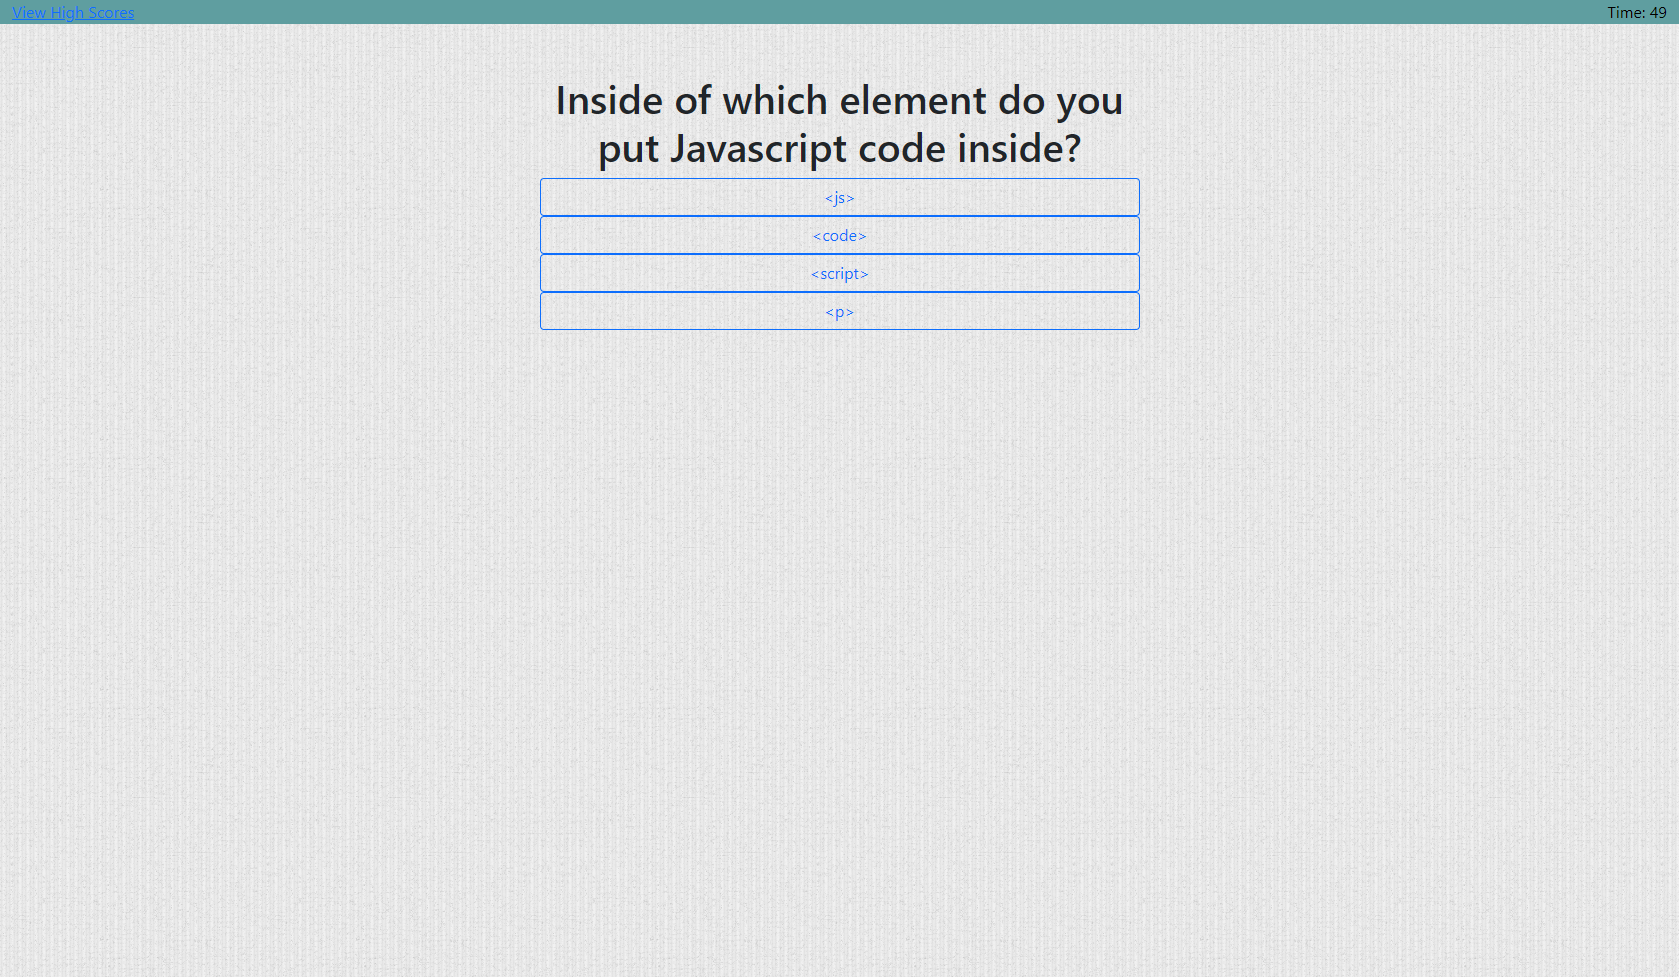 View High Scores
Time: 49
Inside of which element do you
put Javascript code inside?
<js>
<code>
<script>
<p>